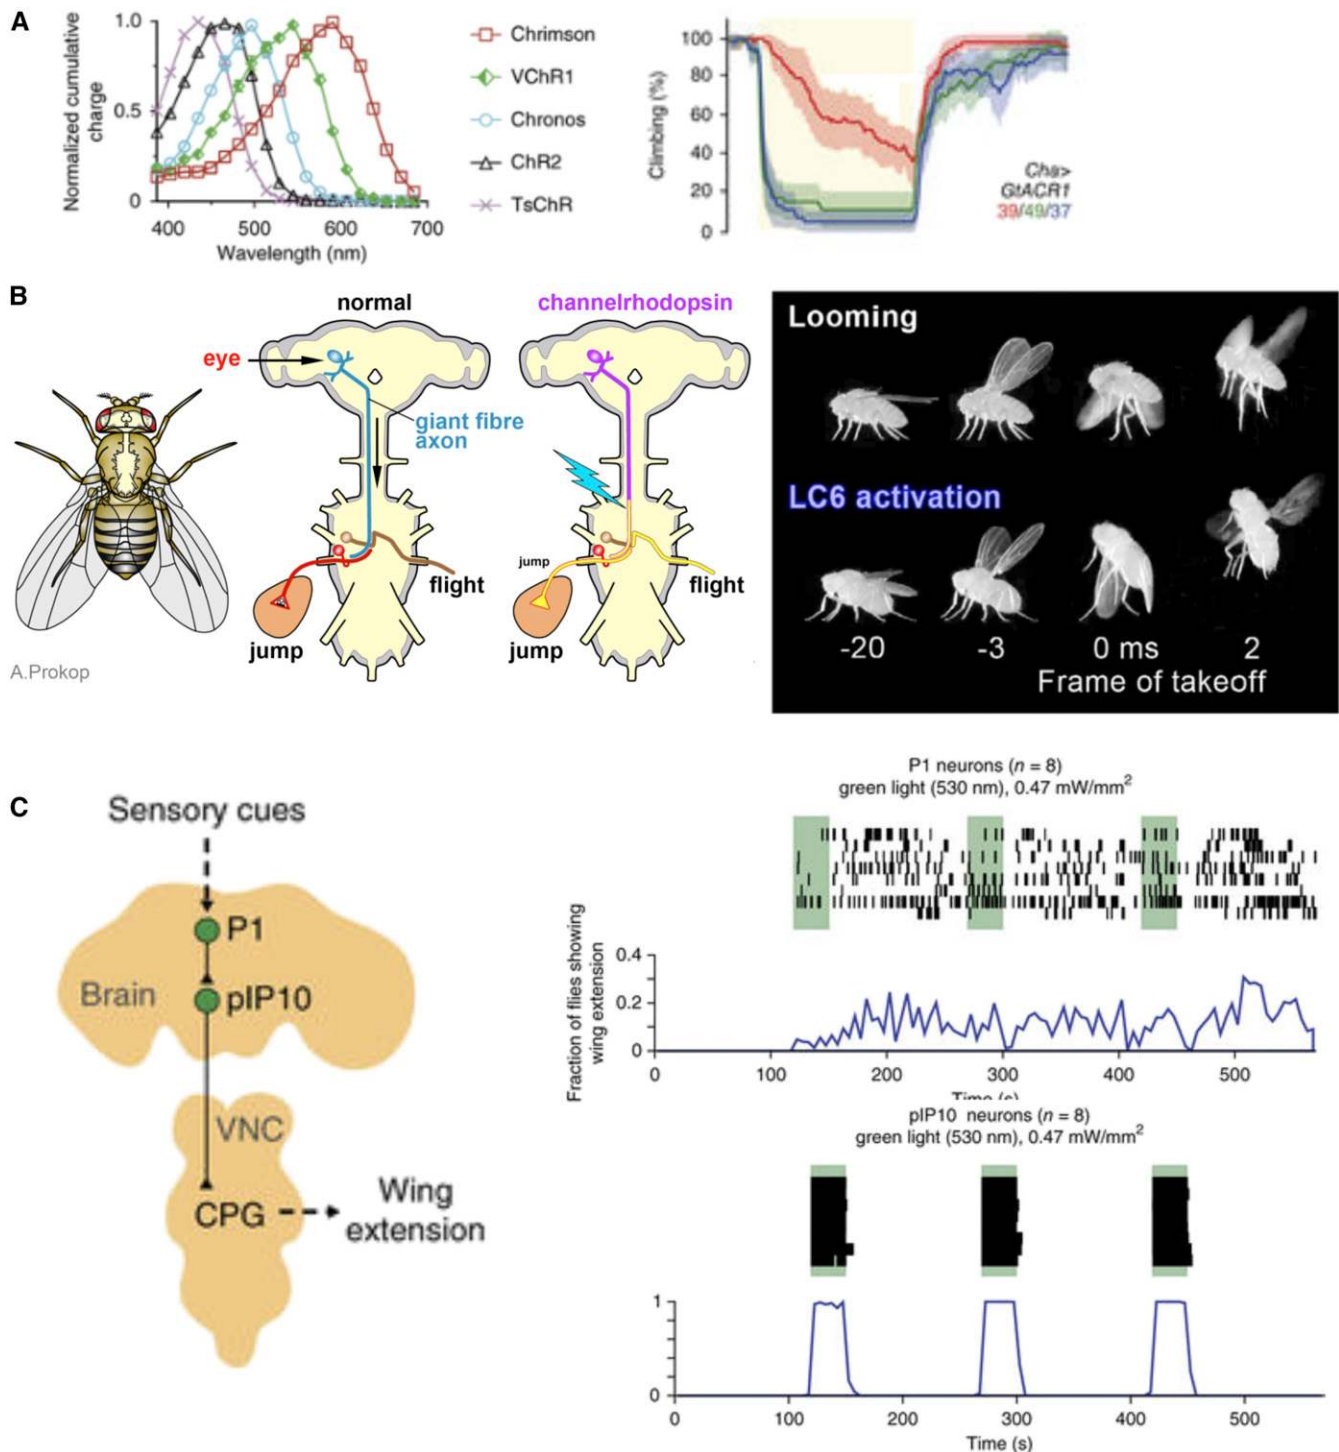 A
Normalized cumulative
charge
1.0
0.5
0
400
500
600
700
Wavelength (nm)
Chrimson
VChR1
Chronos
ChR2
TsChR
Climbing (%)
100
80
60
40
20
0
Cha>
GtACR1
39/49/37
B
normal
channelrhodopsin
eye
giant fibre
axon
flight
jump
jump
flight
jump
A.Prokop
Looming
LC6 activation
-20 -3 0 ms 2
Frame of takeoff
C
Sensory cues
P1
Brain
pIP10
VNC
CPG
Wing
extension
P1 neurons (n = 8)
green light (530 nm), 0.47 mW/mm²
Fraction of flies showing
wing extension
0.4
0.2
0
0 100 200 300 400 500
Time (s)
pIP10 neurons (n = 8)
green light (530 nm), 0.47 mW/mm²
1
0
0 100 200 300 400 500
Time (s)